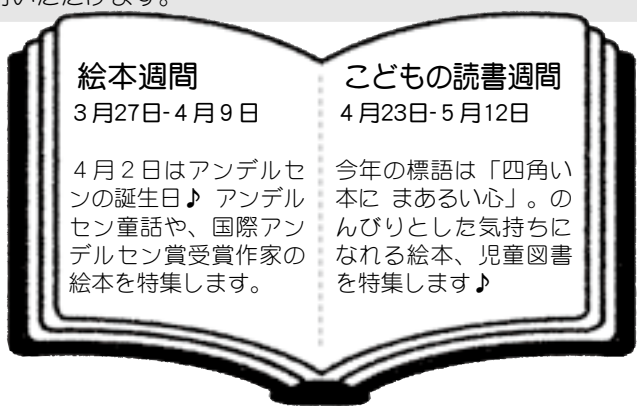 用いただけます。
絵本週間
３月27日-４月９日
４月２日はアンデルセ
ンの誕生日♪ アンデル
セン童話や、国際アン
デルセン賞受賞作家の
絵本を特集します。
こどもの読書週間
４月23日-５月12日
今年の標語は「四角い
本に まあるい心」。の
んびりとした気持ちに
なれる絵本、児童図書
を特集します♪